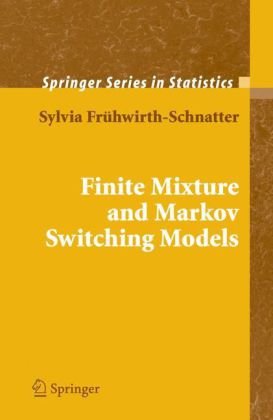 Springer Series in Statistics
Sylvia Frühwirth-Schnatter
Finite Mixture
and Markov
Switching Models
Springer